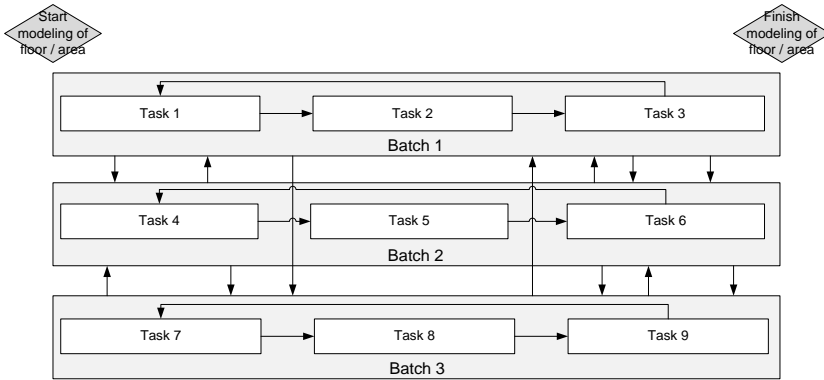 Start
modeling of
floor / area
Finish
modeling of
floor / area
Task 1
Task 2
Task 3
Batch 1
Task 4
Task 5
Task 6
Batch 2
Task 7
Task 8
Task 9
Batch 3